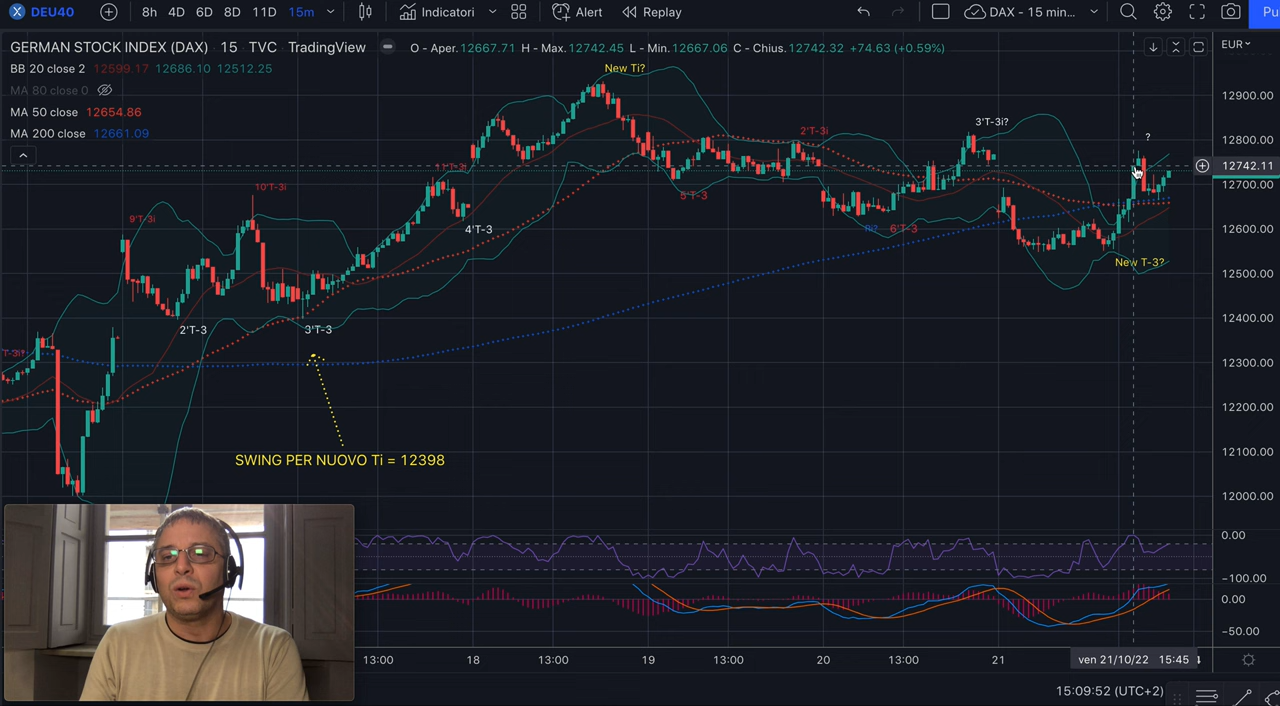 DEU40 8h 4D 6D 8D 11D 15m Indicatori Alert Replay DAX - 15 min... Pu
GERMAN STOCK INDEX (DAX) 15 TVC TradingView O - Aper.12667.71 H - Max.12742.45 L - Min.12667.06 C - Chius.12742.32 +74.63 (+0.59%) EUR
BB 20 close 2 12599.17 12686.10 12512.25
New Ti?
MA 80 close 0
12900.00
MA 50 close 12654.86
3'T-3i?
MA 200 close 12661.09
2'T-3i
?
12800.00
11'T-3i
12742.11
10'T-3i
5'T-3
12700.00
9'T-3i
4'T-3
6'T-3
12600.00
New T-3?
12500.00
2'T-3
3'T-3
12400.00
T-3i?
12300.00
12200.00
SWING PER NUOVO Ti = 12398
12100.00
12000.00
0.00
-100.00
0.00
-50.00
13:00 18 13:00 19 13:00 20 13:00 21 ven 21/10/22 15:45
15:09:52 (UTC+2)